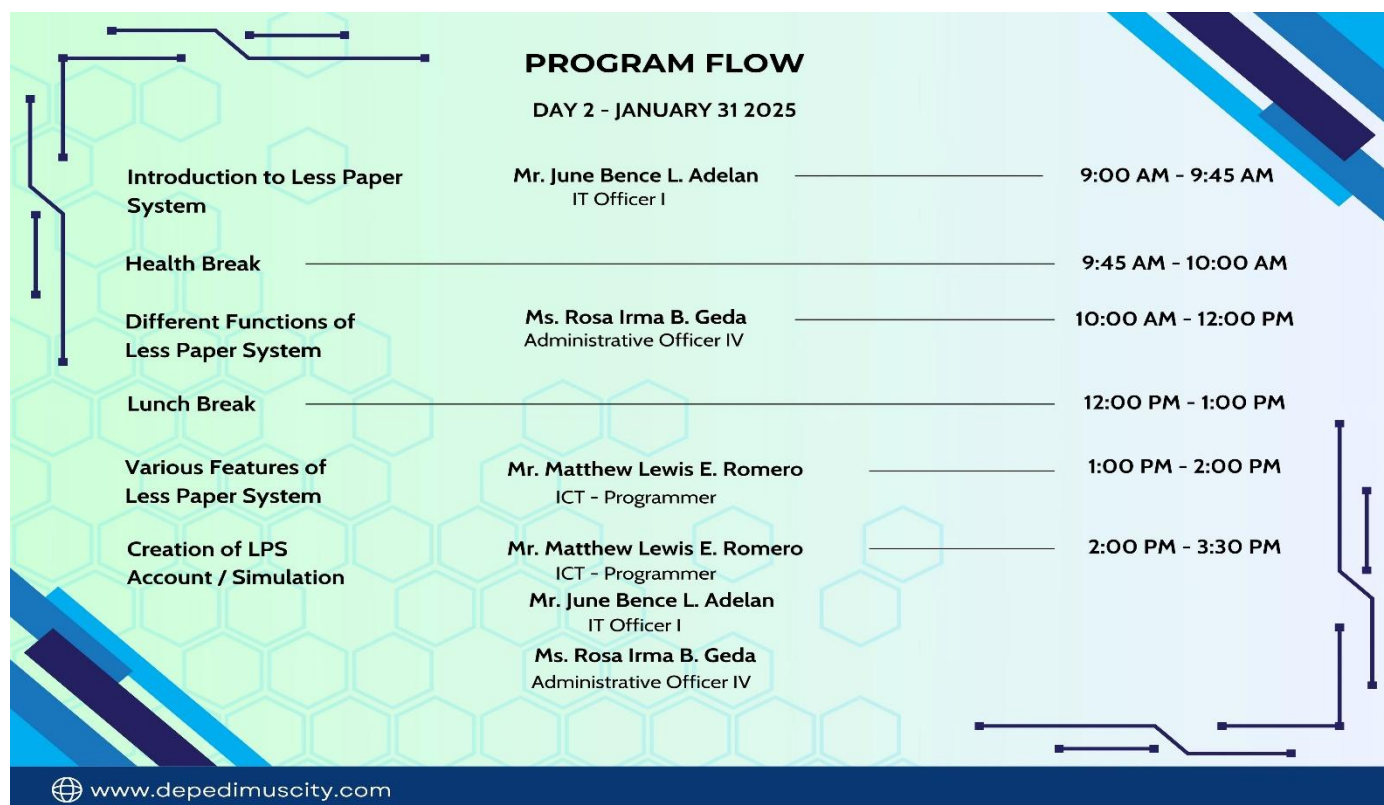 PROGRAM FLOW
DAY 2 - JANUARY 31 2025
Introduction to Less Paper
System
Mr. June Bence L. Adelan
IT Officer I
9:00 AM - 9:45 AM
Health Break
9:45 AM - 10:00 AM
Different Functions of
Less Paper System
Ms. Rosa Irma B. Geda
Administrative Officer IV
10:00 AM - 12:00 PM
Lunch Break
12:00 PM - 1:00 PM
Various Features of
Less Paper System
Mr. Matthew Lewis E. Romero
ICT - Programmer
1:00 PM - 2:00 PM
Creation of LPS
Account / Simulation
Mr. Matthew Lewis E. Romero
ICT - Programmer
Mr. June Bence L. Adelan
IT Officer I
Ms. Rosa Irma B. Geda
Administrative Officer IV
2:00 PM - 3:30 PM
www.depedimuscity.com